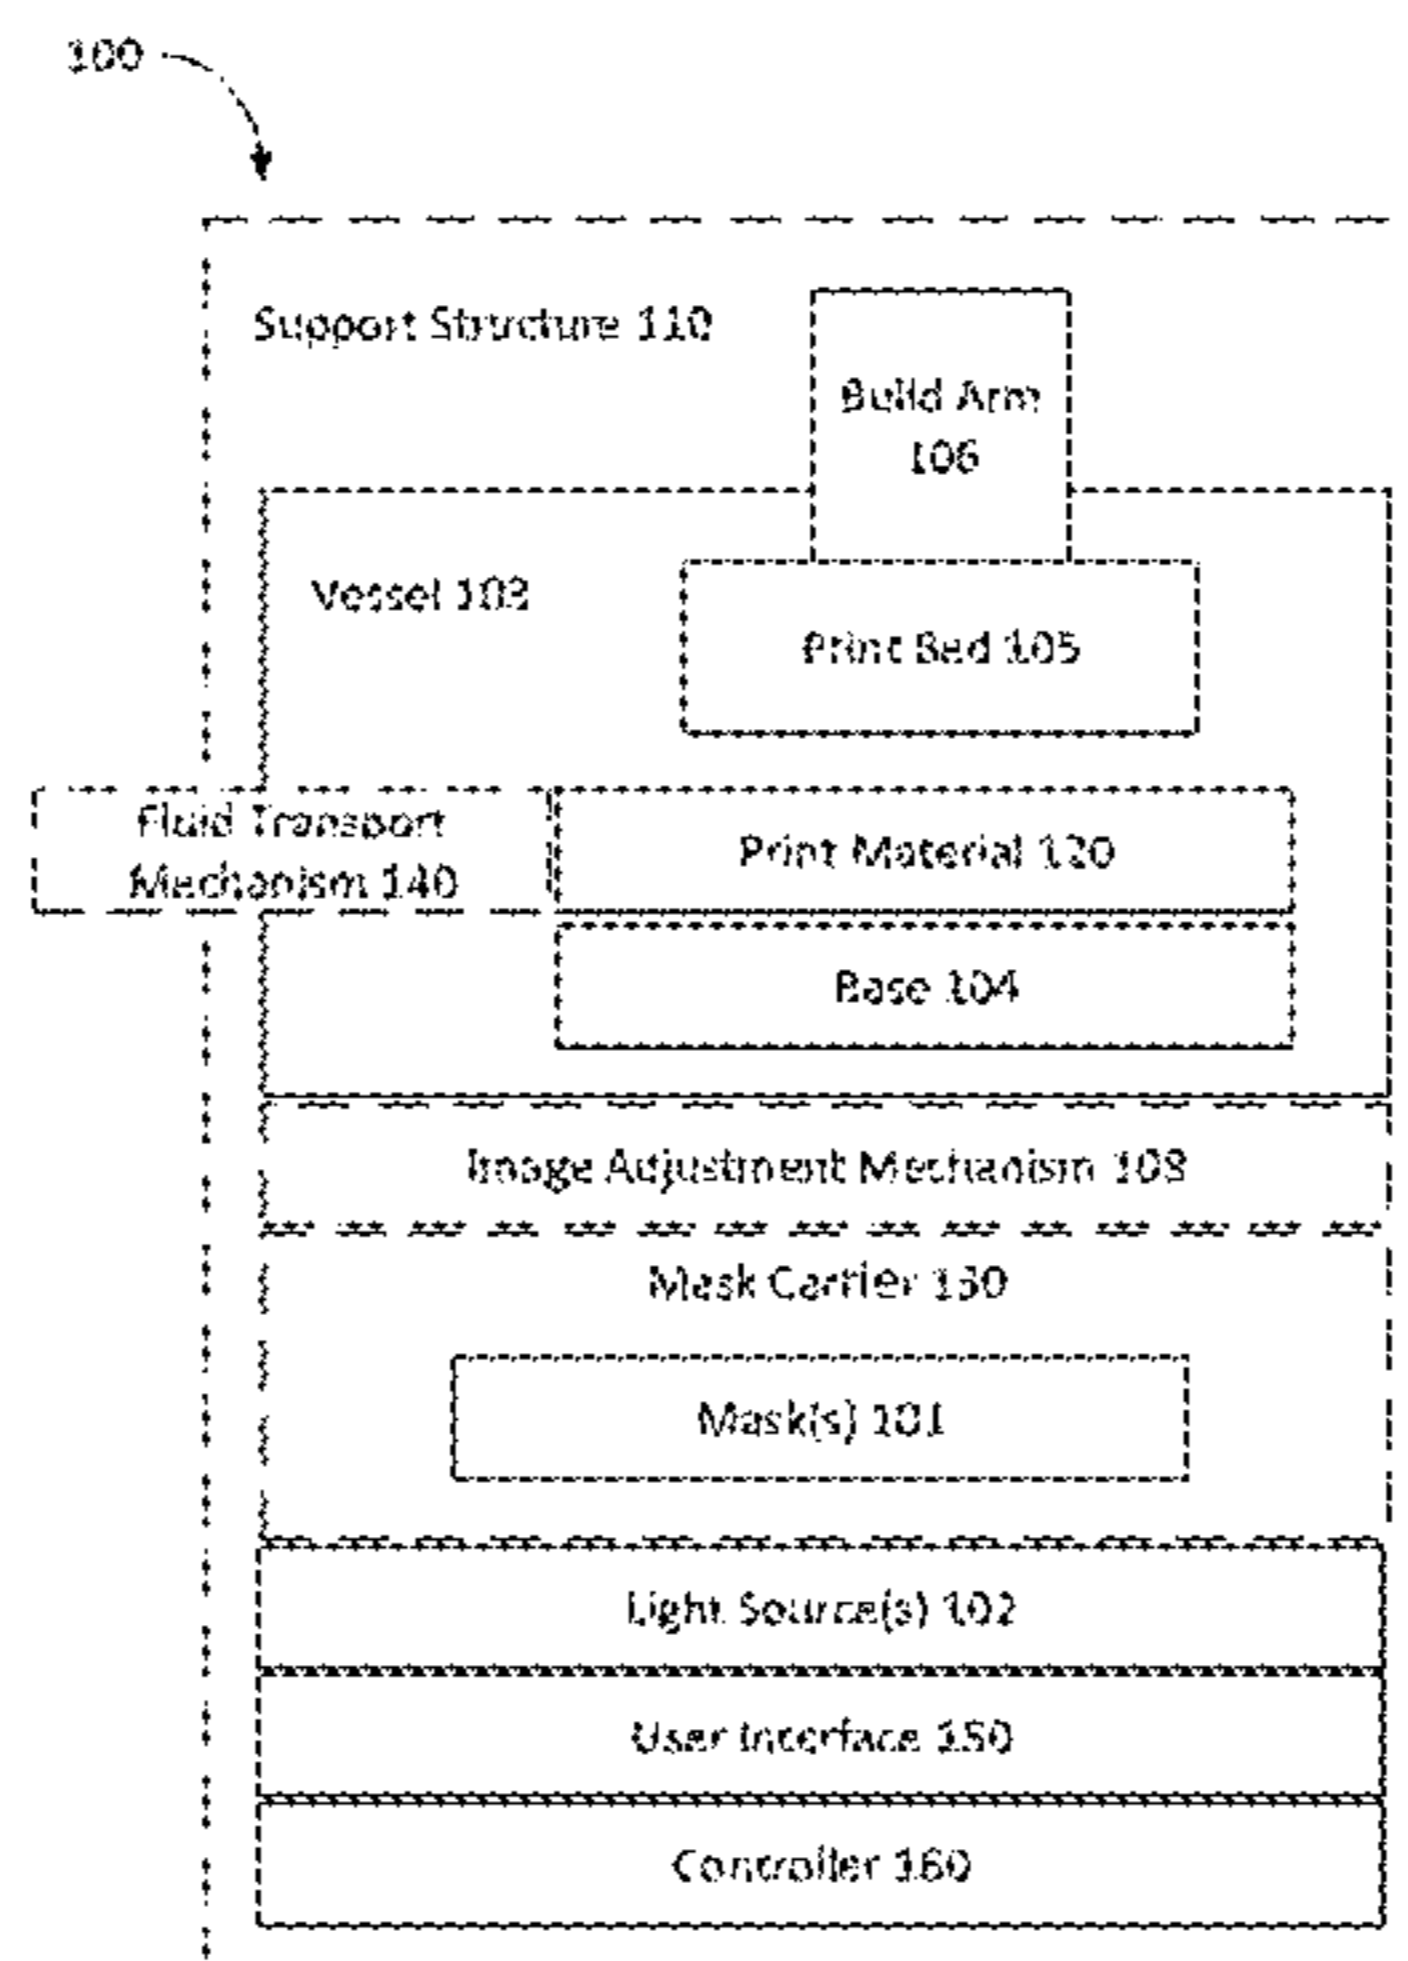 100
Support Structure 110
Build Arm
106
Vessel 103
Print Bed 105
Fluid Transport
Mechanism 140
Print Material 120
Base 104
Image Adjustment Mechanism 108
Mask Carrier 130
Mask(s) 101
Light Source(s) 102
User Interface 150
Controller 160